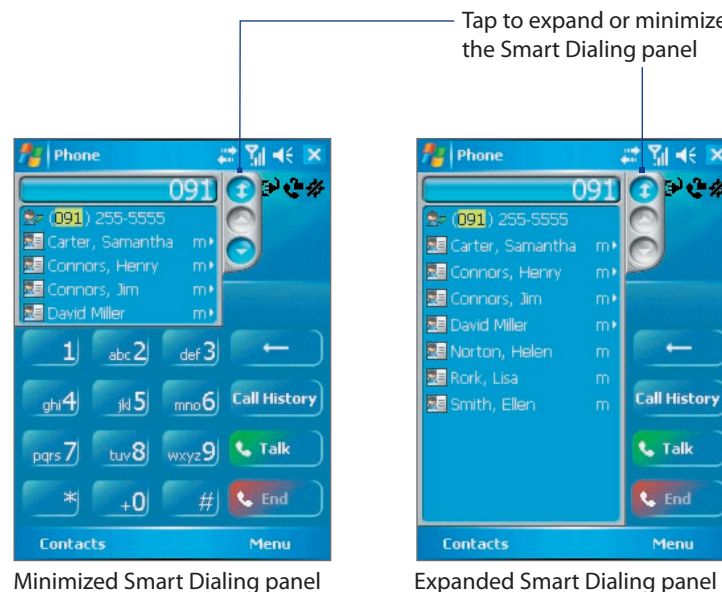 Tap to expand or minimize
the Smart Dialing panel
Phone
091
(091) 255-5555
Carter, Samantha m
Connors, Henry m
Connors, Jim m
David Miller m
1 abc 2 def 3
ghi 4 jkl 5 mno 6 Call History
pqrs 7 tuv 8 wxyz 9 Talk
* +0 # End
Contacts Menu
Minimized Smart Dialing panel
Phone
091
(091) 255-5555
Carter, Samantha m
Connors, Henry m
Connors, Jim m
David Miller m
Norton, Helen m
Rork, Lisa m
Smith, Ellen m
Call History
Talk
End
Contacts Menu
Expanded Smart Dialing panel